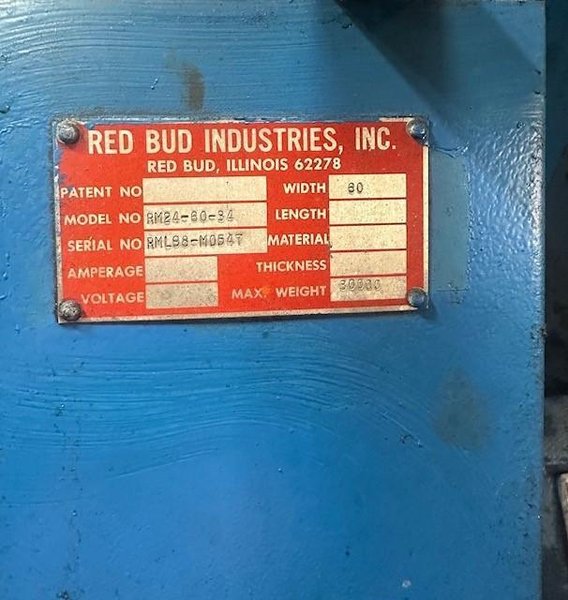 RED BUD INDUSTRIES, INC.
RED BUD, ILLINOIS 62278
PATENT NO WIDTH 60
MODEL NO RM24-60-34 LENGTH
SERIAL NO RML98-M0547 MATERIAL
AMPERAGE THICKNESS
VOLTAGE MAX. WEIGHT 30000